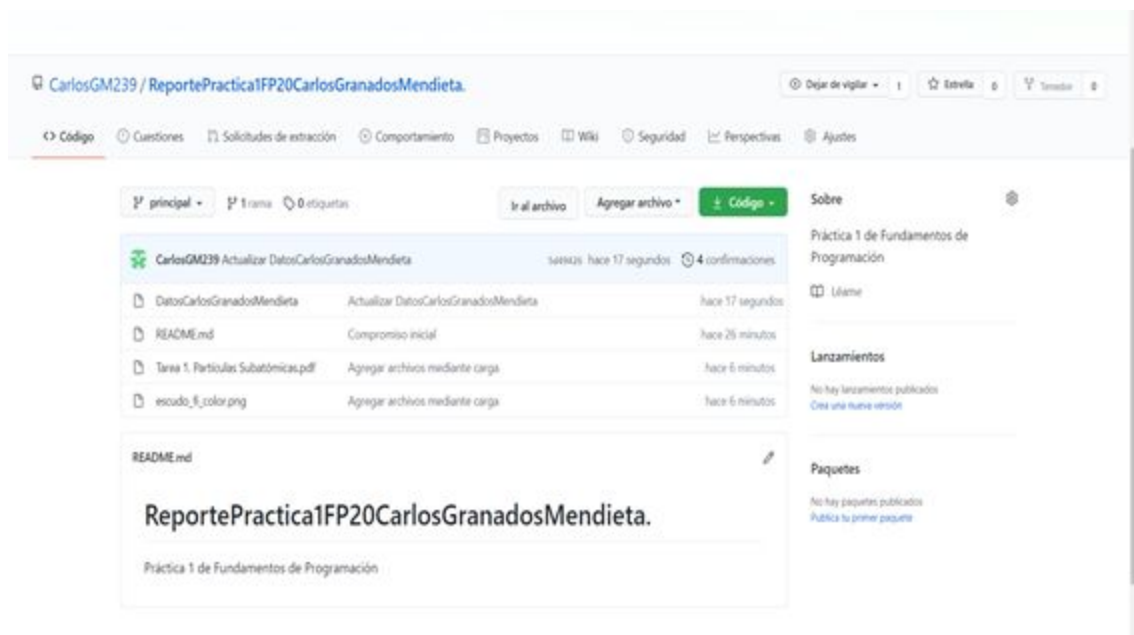 CarlosGM239 / ReportePractica1FP20CarlosGranadosMendieta.
Dejar de vigilar 1 Estrella 0 Tenedor 0
Código Cuestiones Solicitudes de extracción Comportamiento Proyectos Wiki Seguridad Perspectivas Ajustes
principal 1 rama 0 etiquetas Ir al archivo Agregar archivo Código
CarlosGM239 Actualizar DatosCarlosGranadosMendieta hace 17 segundos 4 confirmaciones
DatosCarlosGranadosMendieta Actualizar DatosCarlosGranadosMendieta hace 17 segundos
README.md Compromiso inicial hace 26 minutos
Tarea 1. Partículas Subatómicas.pdf Agregar archivos mediante carga hace 6 minutos
escudo_fi_color.png Agregar archivos mediante carga hace 6 minutos
README.md
ReportePractica1FP20CarlosGranadosMendieta.
Práctica 1 de Fundamentos de Programación
Sobre
Práctica 1 de Fundamentos de
Programación
Léame
Lanzamientos
No hay lanzamientos publicados
Crea una nueva versión
Paquetes
No hay paquetes publicados
Publica tu primer paquete